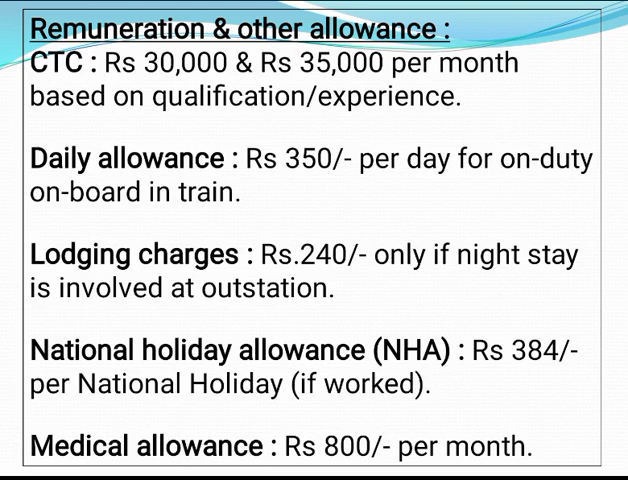 Remuneration & other allowance :
CTC : Rs 30,000 & Rs 35,000 per month
based on qualification/experience.
Daily allowance : Rs 350/- per day for on-duty
on-board in train.
Lodging charges : Rs.240/- only if night stay
is involved at outstation.
National holiday allowance (NHA) : Rs 384/-
per National Holiday (if worked).
Medical allowance : Rs 800/- per month.